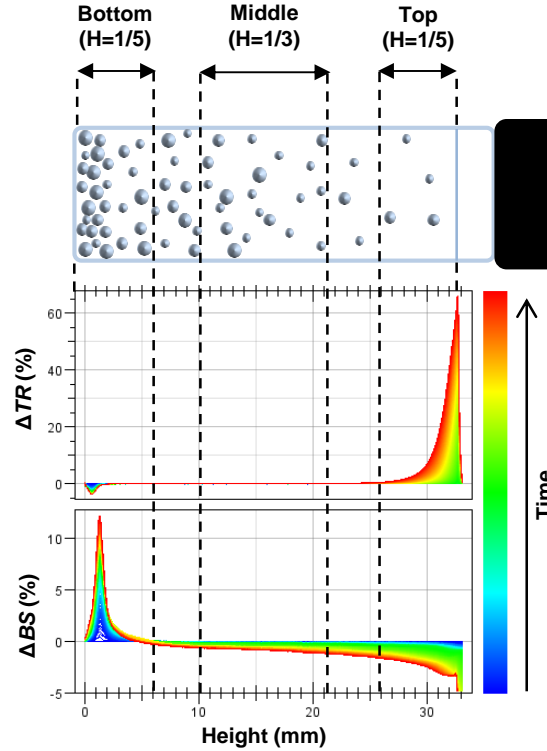 Bottom
(H=1/5)
Middle
(H=1/3)
Top
(H=1/5)
ΔTR (%)
60
40
20
0
ΔBS (%)
10
5
0
-5
0
10
20
30
Height (mm)
Time